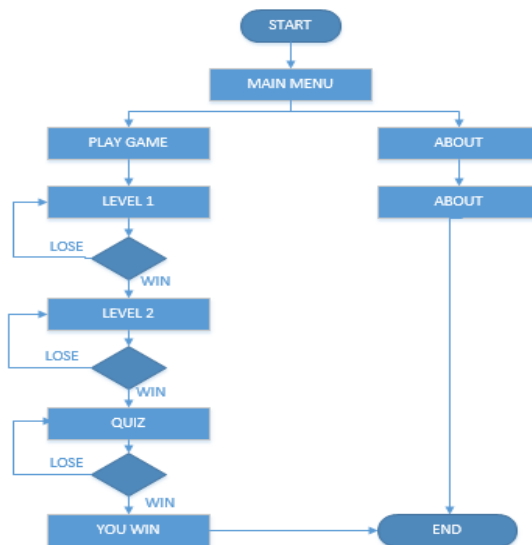 START
MAIN MENU
PLAY GAME
ABOUT
LEVEL 1
ABOUT
LOSE
WIN
LEVEL 2
LOSE
WIN
QUIZ
LOSE
WIN
YOU WIN
END